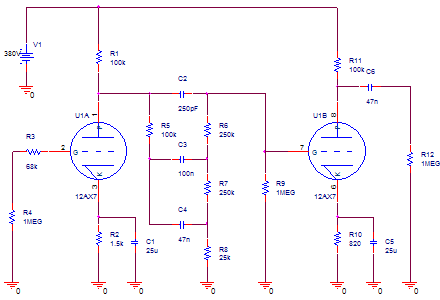 V1
380V
0
R1
100k
C2
250pF
R11
100k
C6
47n
U1A
1
P
G
2
K
3
12AX7
R3
68k
R4
1MEG
R5
100k
R6
250k
C3
100n
R7
250k
C4
47n
R8
25k
U1B
8
P
G
7
K
6
12AX7
R9
1MEG
R12
1MEG
R2
1.5k
C1
25u
R10
820
C5
25u
0
0
0
0
0
0
0
0